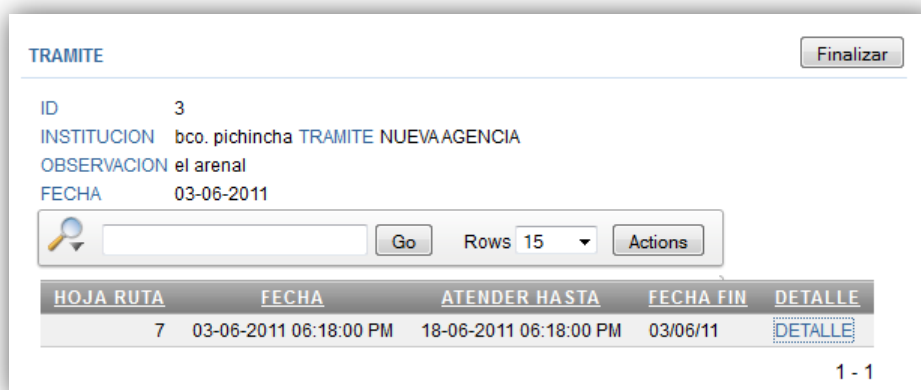 TRAMITE Finalizar
ID 3
INSTITUCION bco. pichincha TRAMITE NUEVA AGENCIA
OBSERVACION el arenal
FECHA 03-06-2011
Go Rows 15 Actions
HOJA RUTA FECHA ATENDER HASTA FECHA FIN DETALLE
7 03-06-2011 06:18:00 PM 18-06-2011 06:18:00 PM 03/06/11 DETALLE
1 - 1